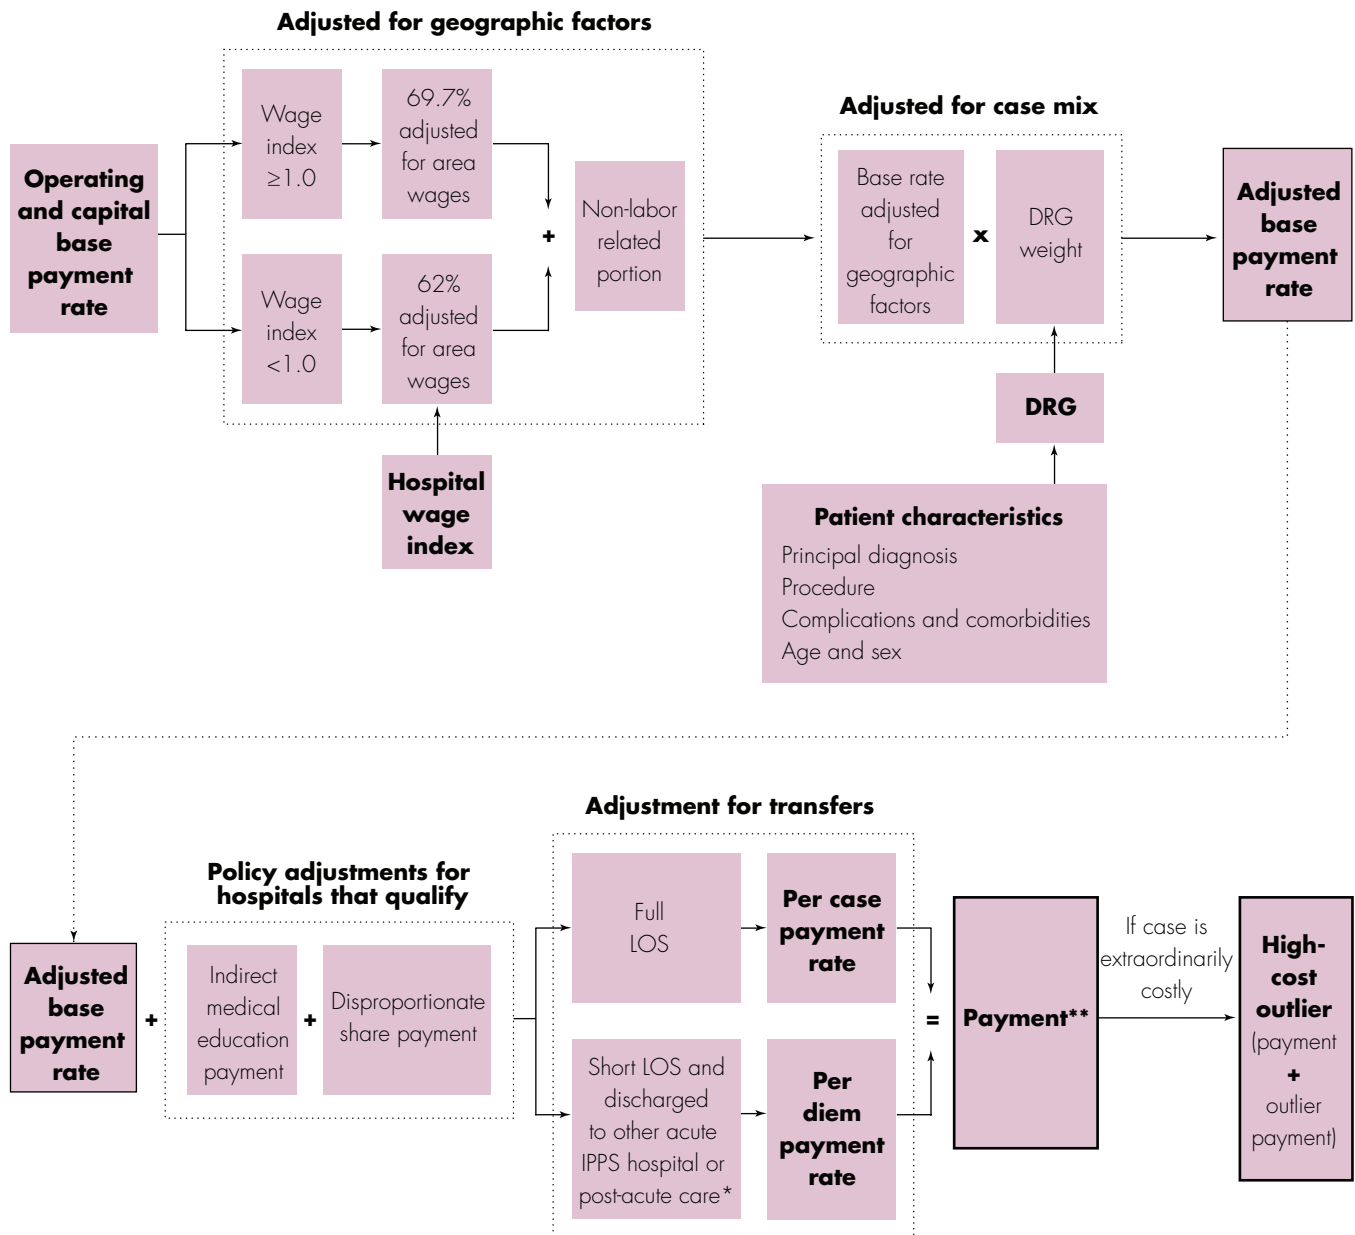 Adjusted for geographic factors
Operating
and capital
base
payment
rate
Wage
index
≥1.0
69.7%
adjusted
for area
wages
Wage
index
<1.0
62%
adjusted
for area
wages
+
Non-labor
related
portion
Hospital
wage
index
Adjusted for case mix
Base rate
adjusted
for
geographic
factors
x
DRG
weight
DRG
Patient characteristics
Principal diagnosis
Procedure
Complications and comorbidities
Age and sex
Adjusted
base
payment
rate
Adjusted
base
payment
rate
+
Policy adjustments for
hospitals that qualify
Indirect
medical
education
payment
+
Disproportionate
share payment
Adjustment for transfers
Full
LOS
Per case
payment
rate
Short LOS and
discharged
to other acute
IPPS hospital or
post-acute care*
Per
diem
payment
rate
=
Payment**
If case is
extraordinarily
costly
High-
cost
outlier
(payment
+
outlier
payment)